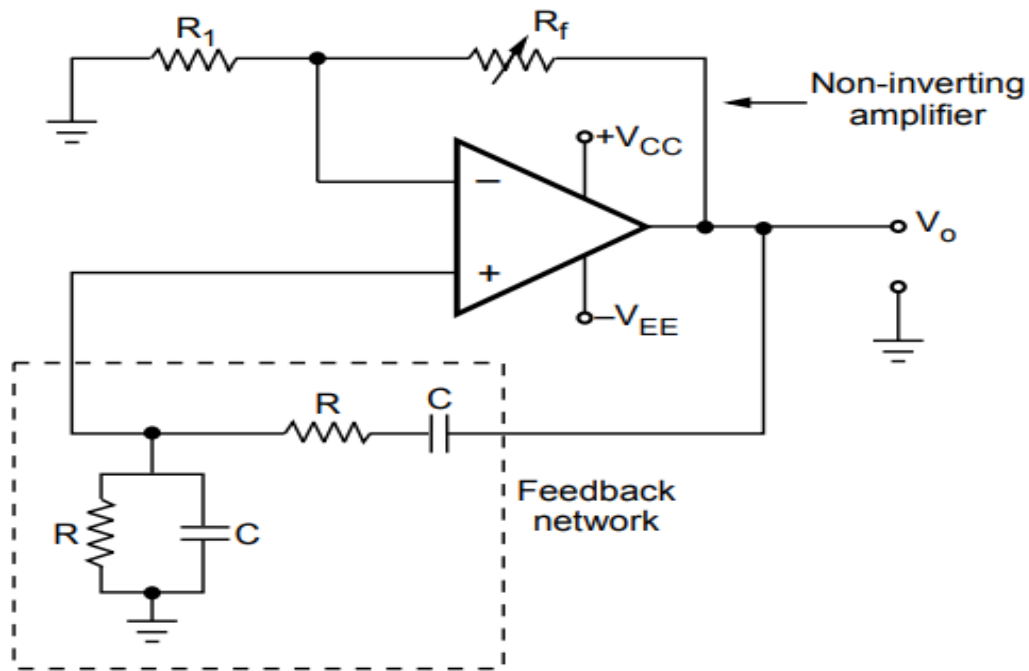 R1
Rf
Non-inverting
amplifier
+VCC
−
Vo
+
−VEE
R
C
Feedback
network
R
C